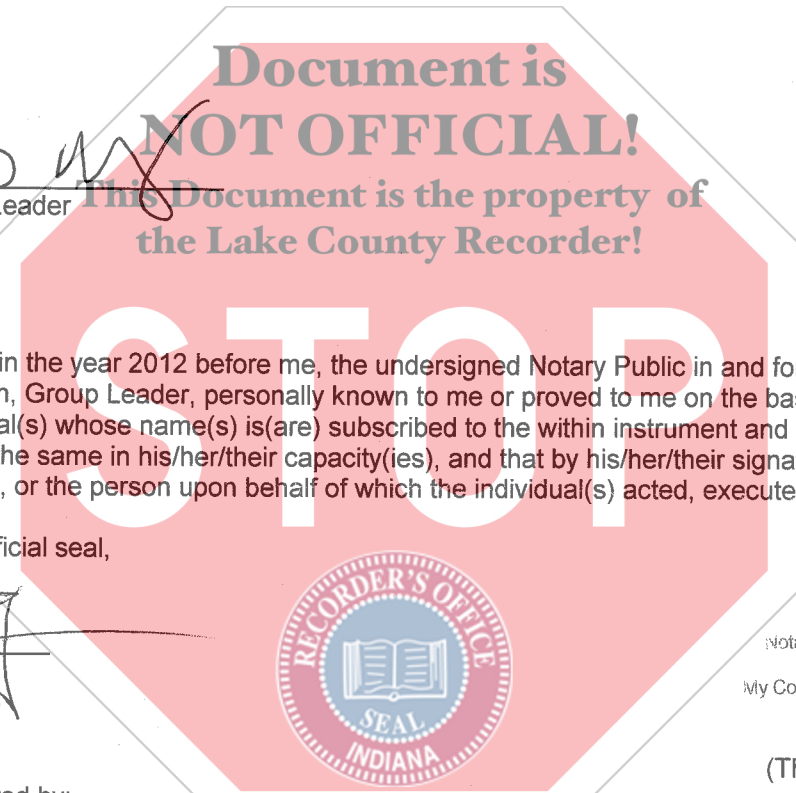 Document is
NOT OFFICIAL!
Leader This Document is the property of
the Lake County Recorder!
STOP
in the year 2012 before me, the undersigned Notary Public in and fo
n, Group Leader, personally known to me or proved to me on the ba
al(s) whose name(s) is(are) subscribed to the within instrument and
he same in his/her/their capacity(ies), and that by his/her/their signa
, or the person upon behalf of which the individual(s) acted, execute
ficial seal,
RECORDER'S OFFICE
SEAL
INDIANA
Nota
My Co
(Th
ed by: